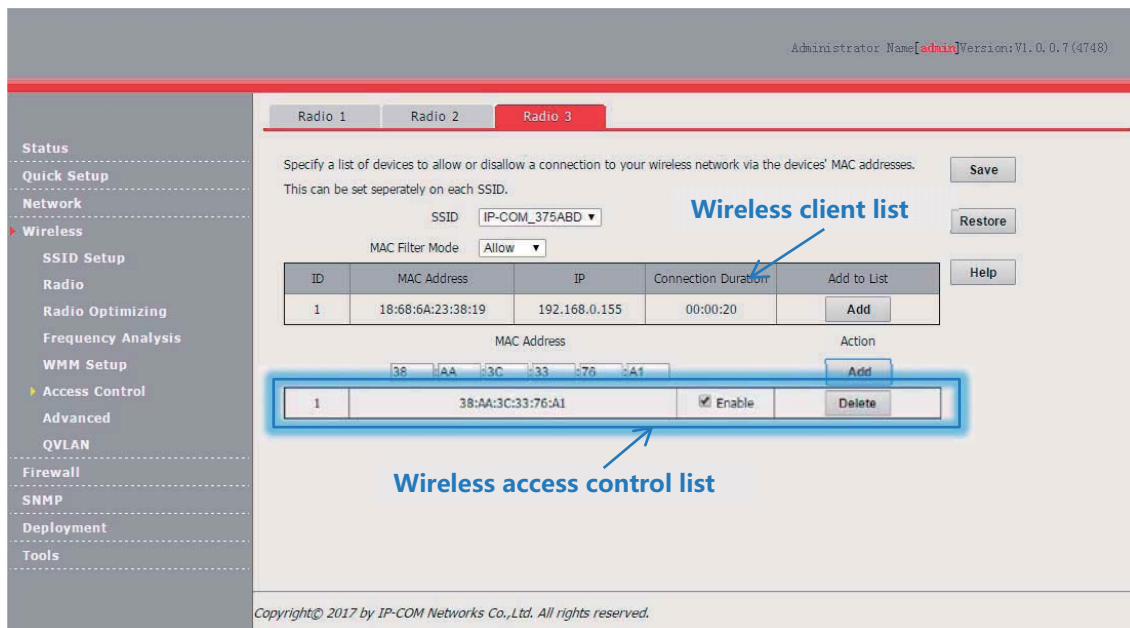 Administrator Name[admin]Version:V1.0.0.7(4748)
Radio 1 Radio 2 Radio 3
Status
Quick Setup
Network
Wireless
SSID Setup
Radio
Radio Optimizing
Frequency Analysis
WMM Setup
Access Control
Advanced
QVLAN
Firewall
SNMP
Deployment
Tools
Specify a list of devices to allow or disallow a connection to your wireless network via the devices' MAC addresses.
This can be set seperately on each SSID.
SSID IP-COM_375ABD
MAC Filter Mode Allow
Wireless client list
ID MAC Address IP Connection Duration Add to List
1 18:68:6A:23:38:19 192.168.0.155 00:00:20 Add
MAC Address Action
38 :AA :3C :33 :76 :A1 Add
1 38:AA:3C:33:76:A1 Enable Delete
Wireless access control list
Save
Restore
Help
Copyright© 2017 by IP-COM Networks Co.,Ltd. All rights reserved.